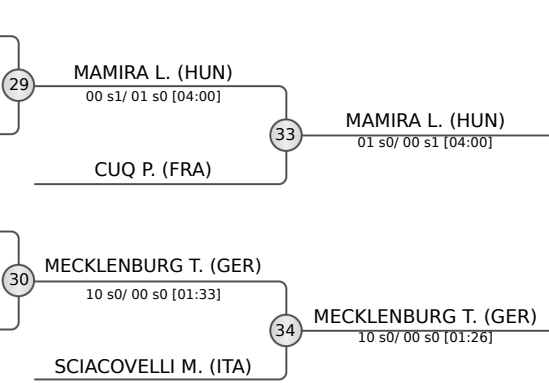 29
MAMIRA L. (HUN)
00 s1/ 01 s0 [04:00]
33
MAMIRA L. (HUN)
01 s0/ 00 s1 [04:00]
CUQ P. (FRA)
30
MECKLENBURG T. (GER)
10 s0/ 00 s0 [01:33]
34
MECKLENBURG T. (GER)
10 s0/ 00 s0 [01:26]
SCIACOVELLI M. (ITA)